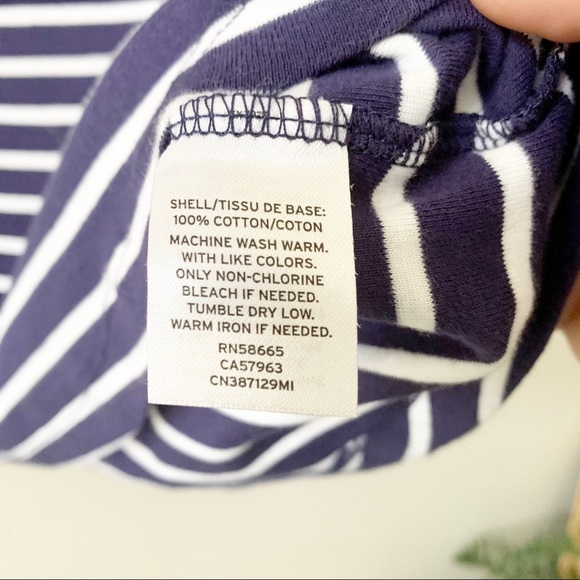 SHELL/TISSU DE BASE:
100% COTTON/COTON
MACHINE WASH WARM.
WITH LIKE COLORS.
ONLY NON-CHLORINE
BLEACH IF NEEDED.
TUMBLE DRY LOW.
WARM IRON IF NEEDED.
RN58665
CA57963
CN387129MI